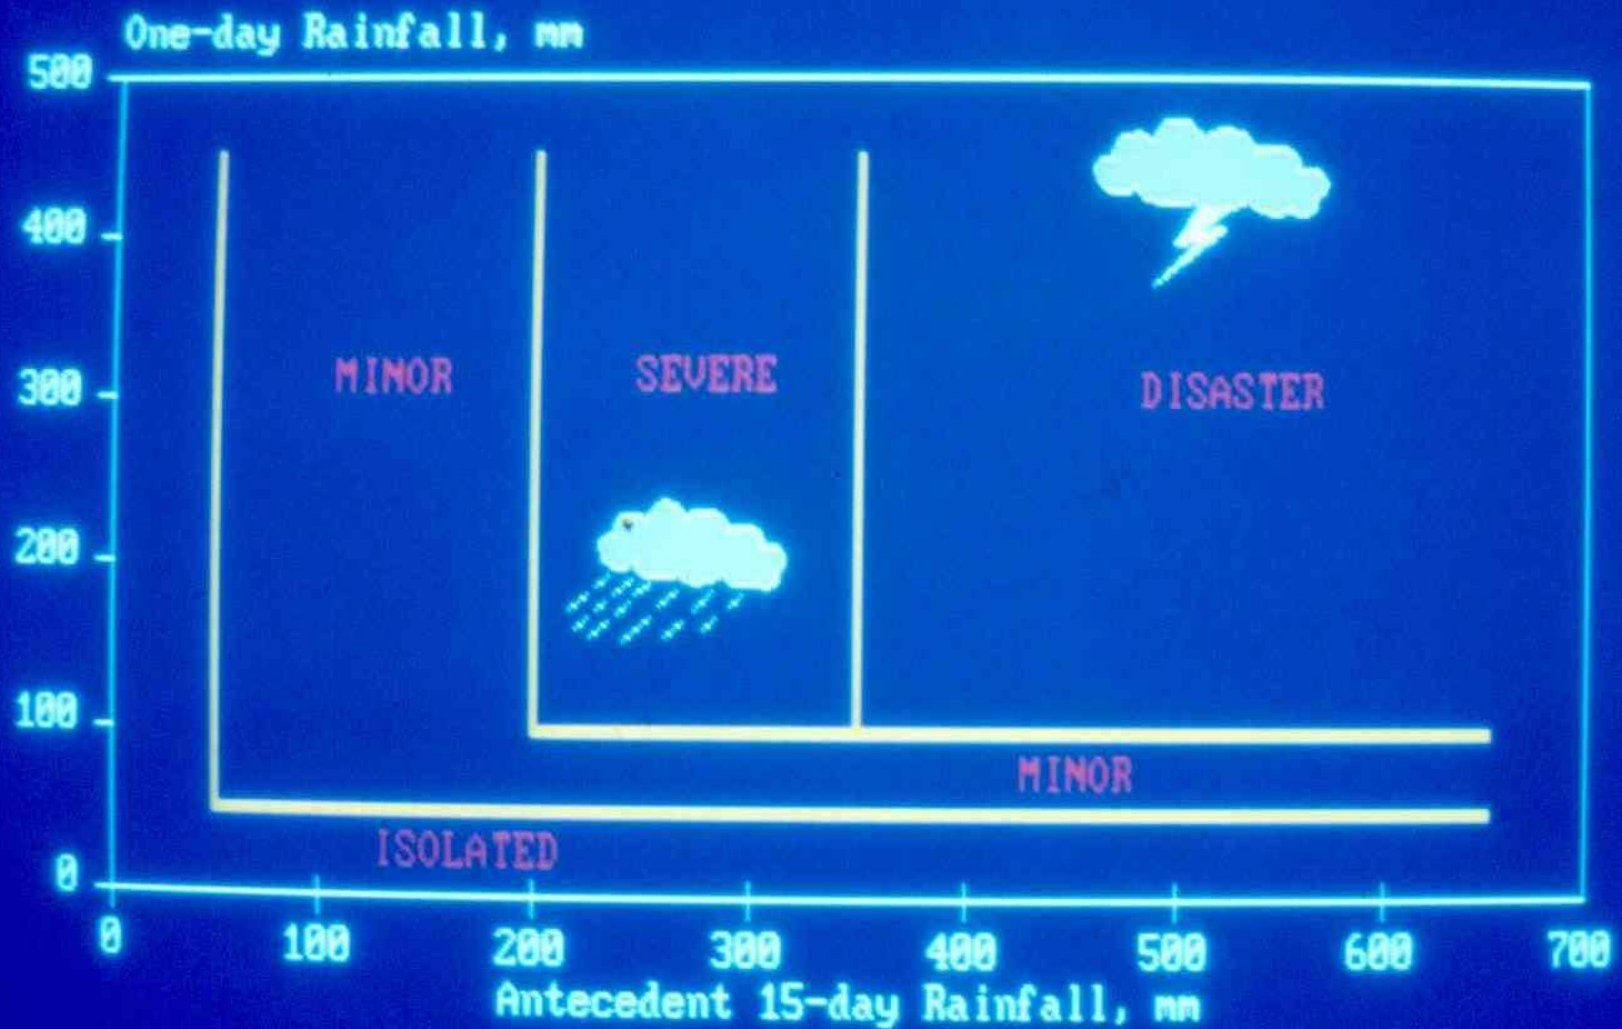 One-day Rainfall, mm
500
400
300
200
100
0
MINOR
SEVERE
DISASTER
MINOR
ISOLATED
0 100 200 300 400 500 600 700
Antecedent 15-day Rainfall, mm